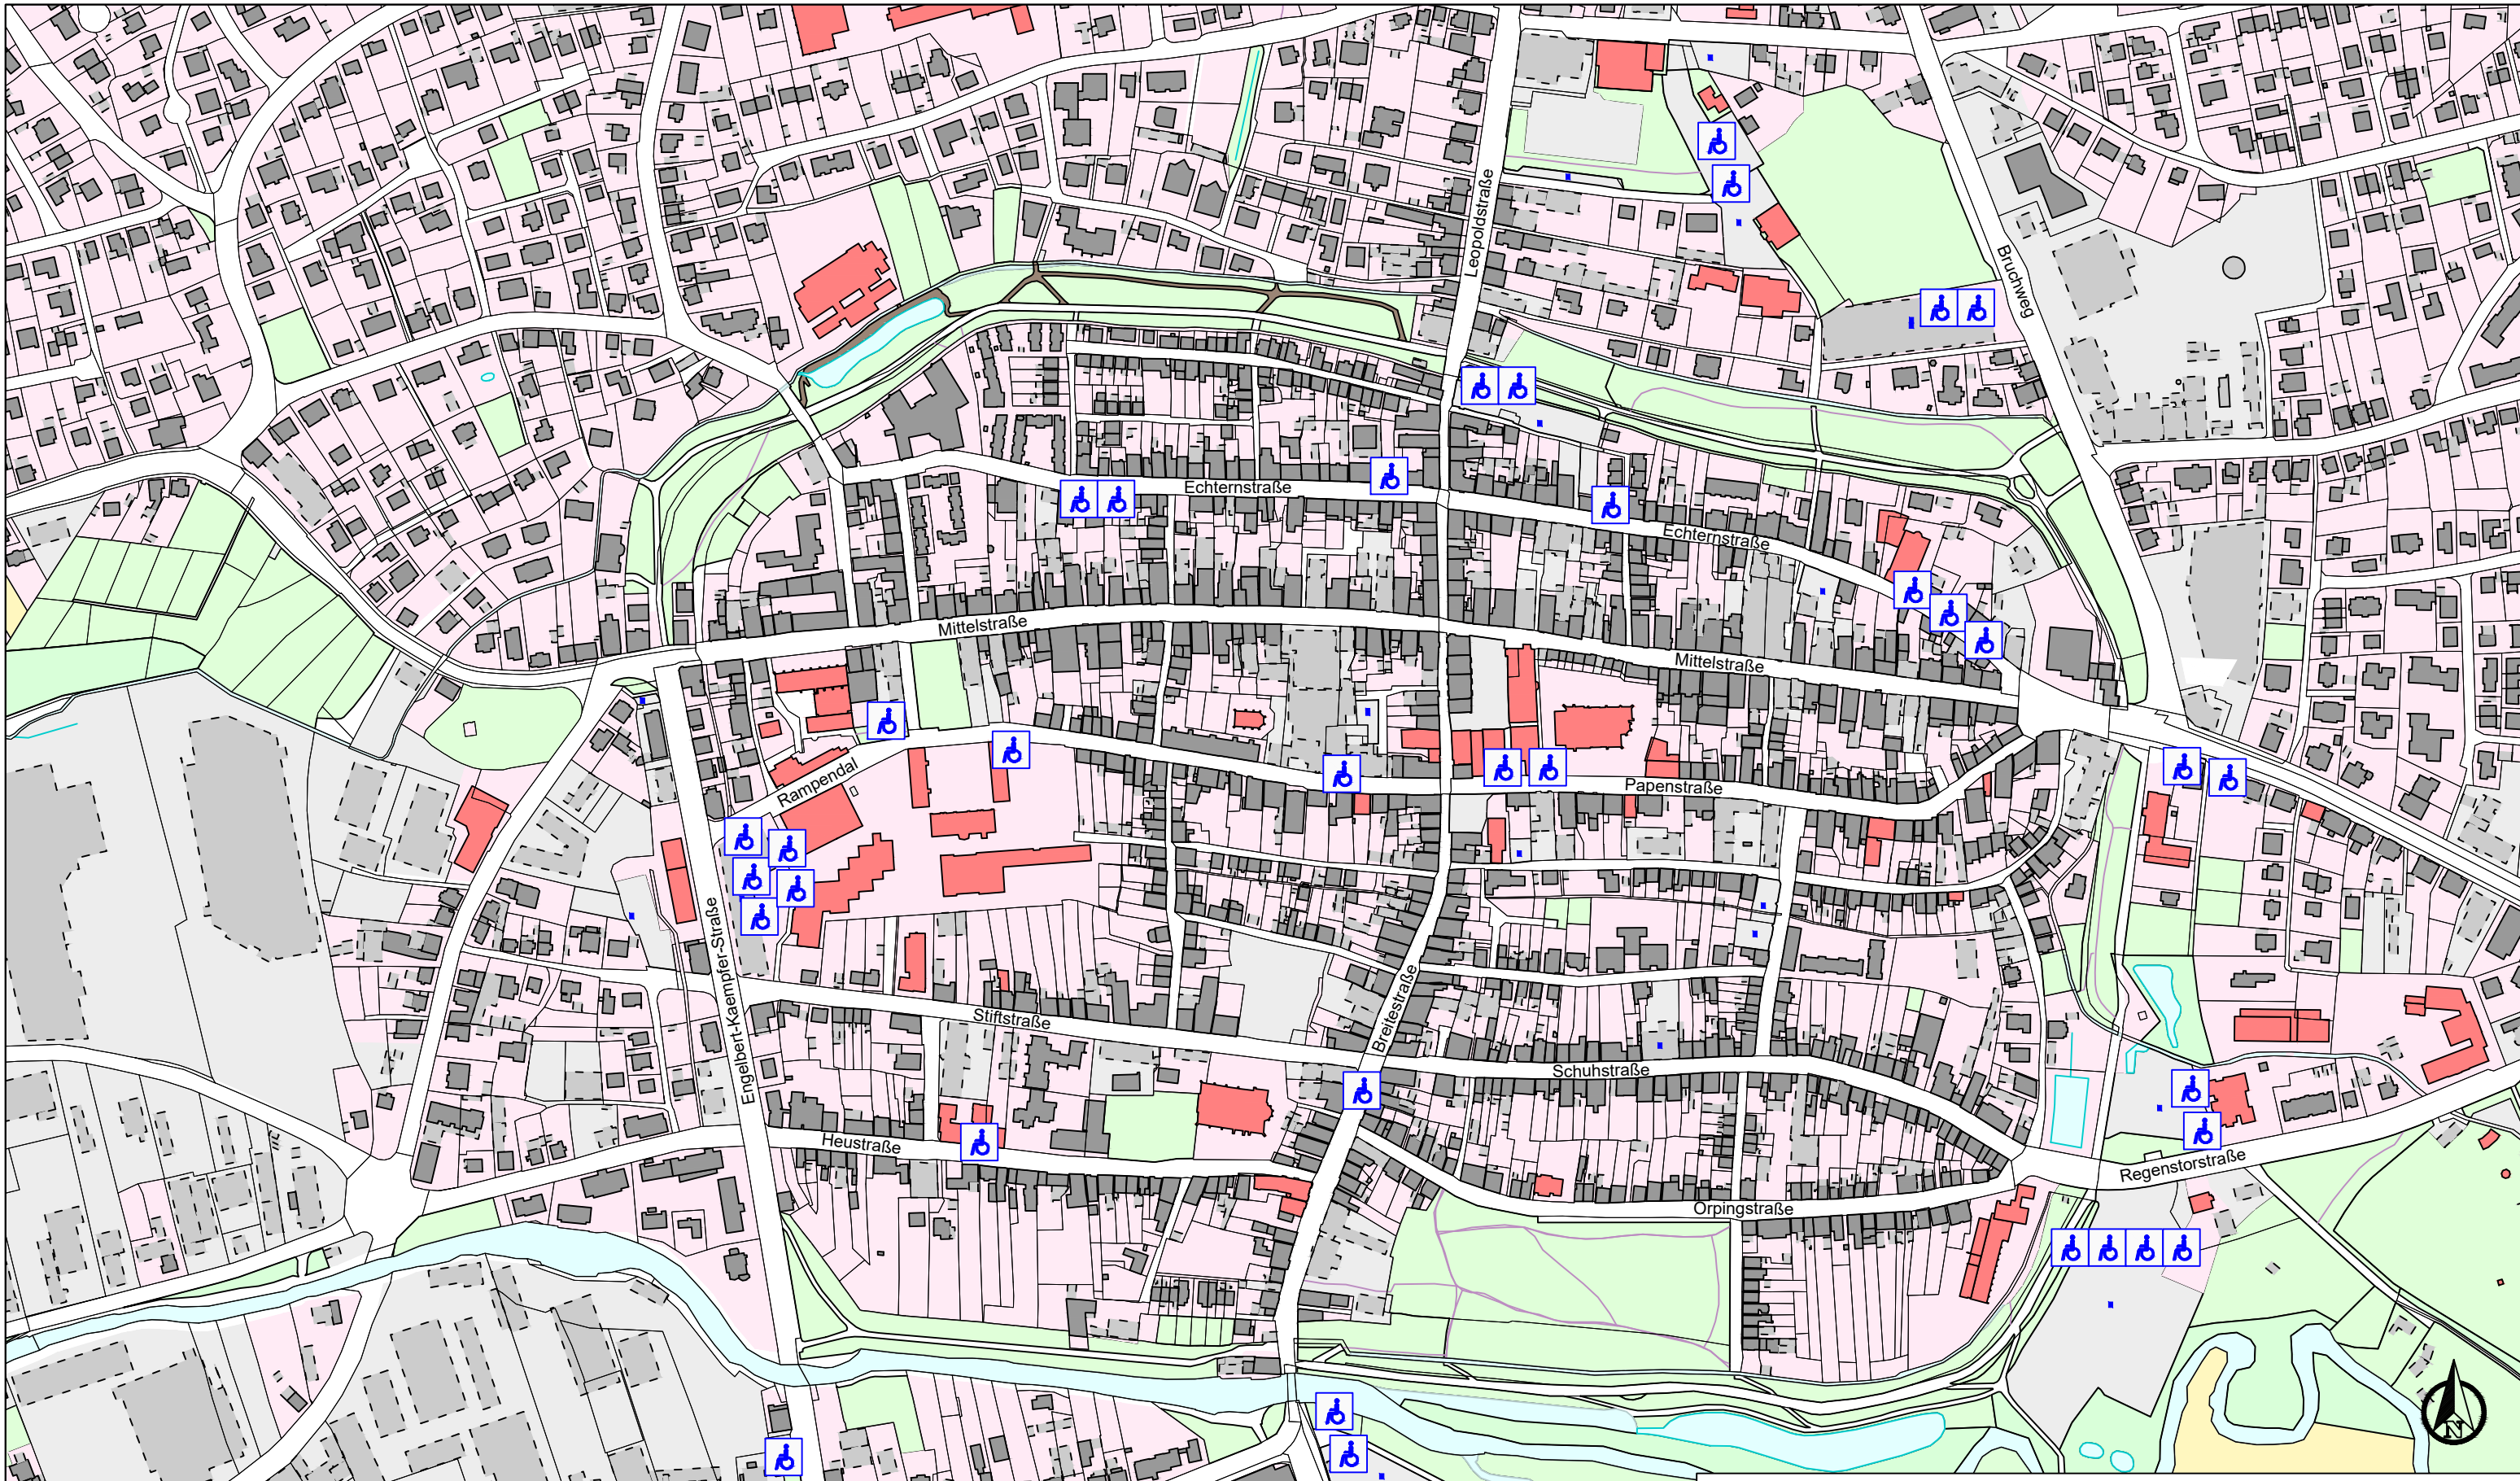 Leopoldstraße
Bruchweg
Echternstraße
Echternstraße
Mittelstraße
Mittelstraße
Rampendal
Papenstraße
Engelbert-Kaempfer-Straße
Breitestraße
Stiftstraße
Schuhstraße
Heustraße
Regenstorstraße
Orpingstraße
N